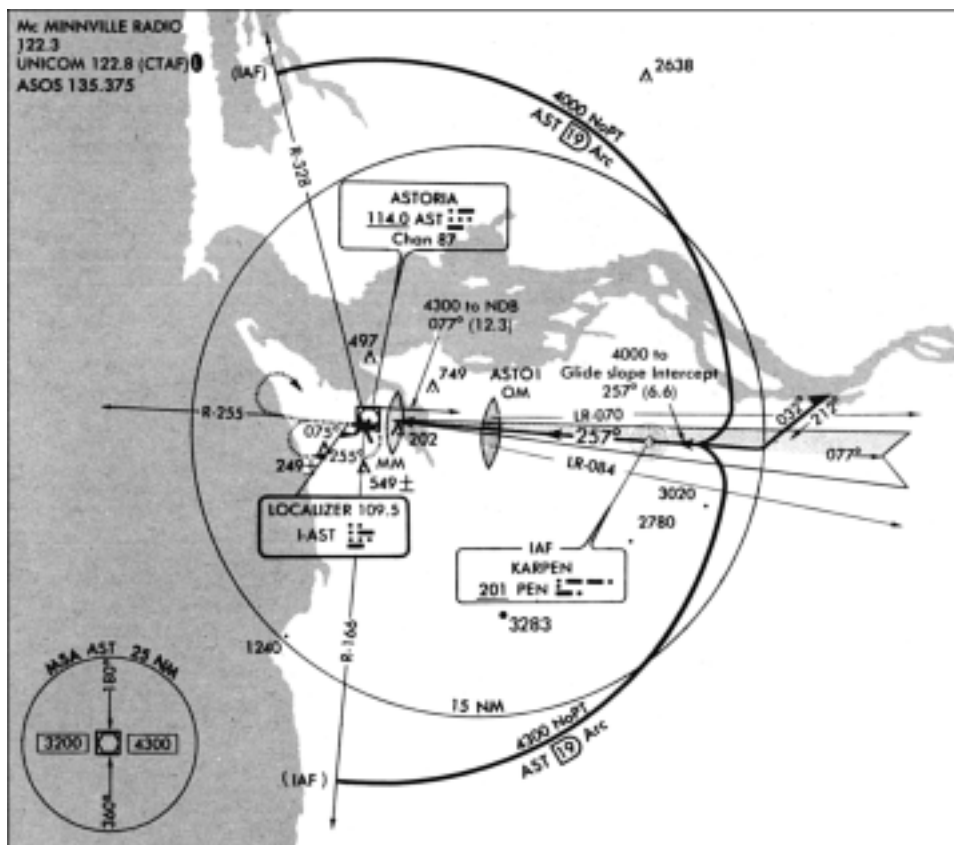 Mc MINNVILLE RADIO
122.3
UNICOM 122.8 (CTAF)
ASOS 135.375
(IAF)
2638
4000 NoPT
AST 19 Arc
R-328
ASTORIA
114.0 AST
Chan 87
4300 to NDB
077° (12.3)
497
749
ASTOI
OM
4000 to
Glide slope Intercept
257° (6.6)
R-255
LR-070
032°
212°
257°
075°
202
077°
249±
255°
MM
549±
LR-084
LOCALIZER 109.5
I-AST
3020
2780
IAF
KARPEN
201 PEN
3283
R-166
1240
MSA AST 25 NM
180°
3200
4300
360°
15 NM
4300 NoPT
AST 19 Arc
(IAF)